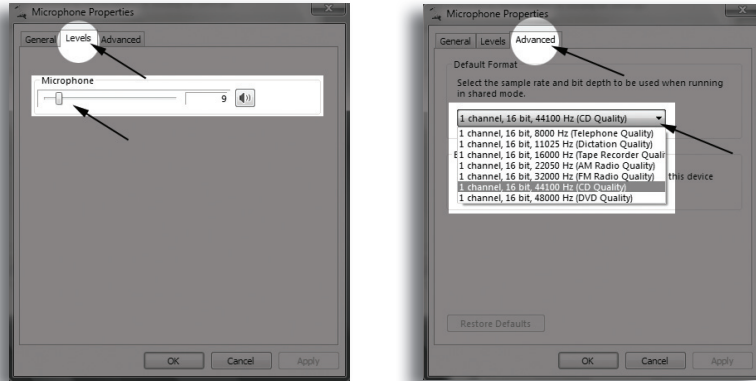 Microphone Properties
General Levels Advanced
Microphone
9
OK Cancel Apply
Microphone Properties
General Levels Advanced
Default Format
Select the sample rate and bit depth to be used when running
in shared mode.
1 channel, 16 bit, 44100 Hz (CD Quality)
1 channel, 16 bit, 8000 Hz (Telephone Quality)
1 channel, 16 bit, 11025 Hz (Dictation Quality)
1 channel, 16 bit, 16000 Hz (Tape Recorder Qualit
1 channel, 16 bit, 22050 Hz (AM Radio Quality)
1 channel, 16 bit, 32000 Hz (FM Radio Quality) this device
1 channel, 16 bit, 44100 Hz (CD Quality)
1 channel, 16 bit, 48000 Hz (DVD Quality)
Restore Defaults
OK Cancel Apply